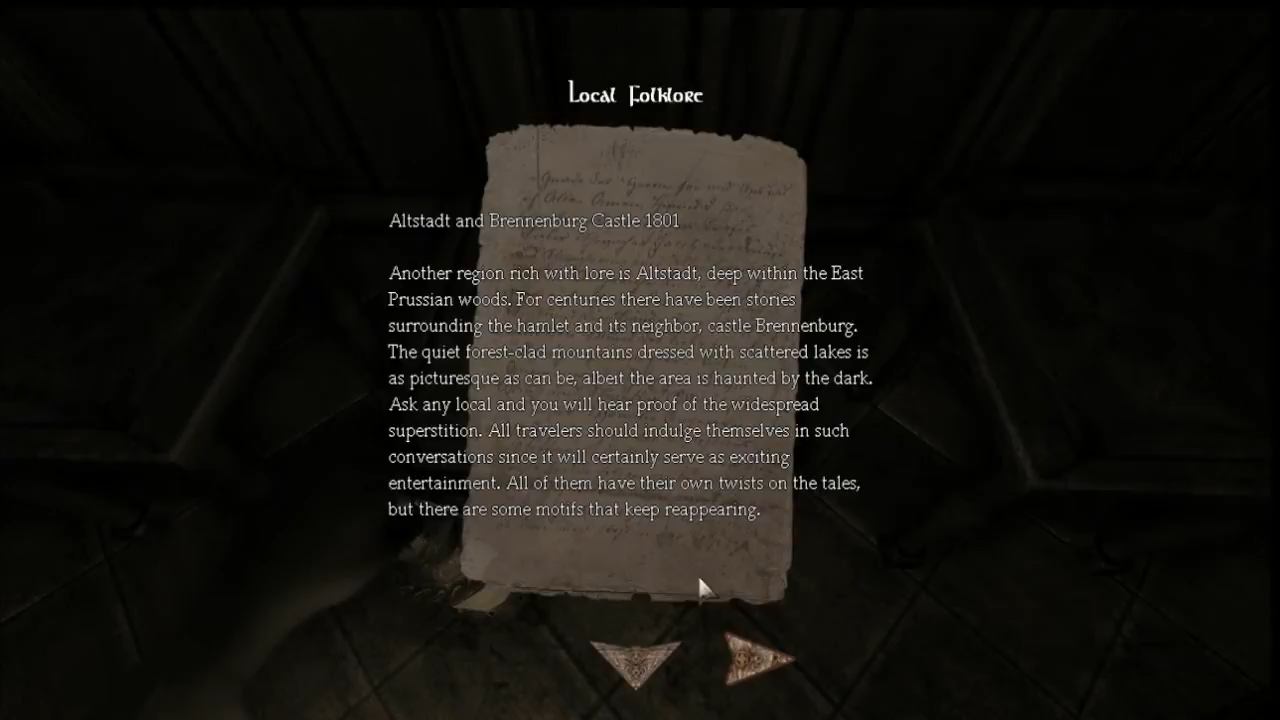 Local Folklore
Altstadt and Brennenburg Castle 1801
Another region rich with lore is Altstadt, deep within the East
Prussian woods. For centuries there have been stories
surrounding the hamlet and its neighbor, castle Brennenburg.
The quiet forest-clad mountains dressed with scattered lakes is
as picturesque as can be, albeit the area is haunted by the dark.
Ask any local and you will hear proof of the widespread
superstition. All travelers should indulge themselves in such
conversations since it will certainly serve as exciting
entertainment. All of them have their own twists on the tales,
but there are some motifs that keep reappearing.